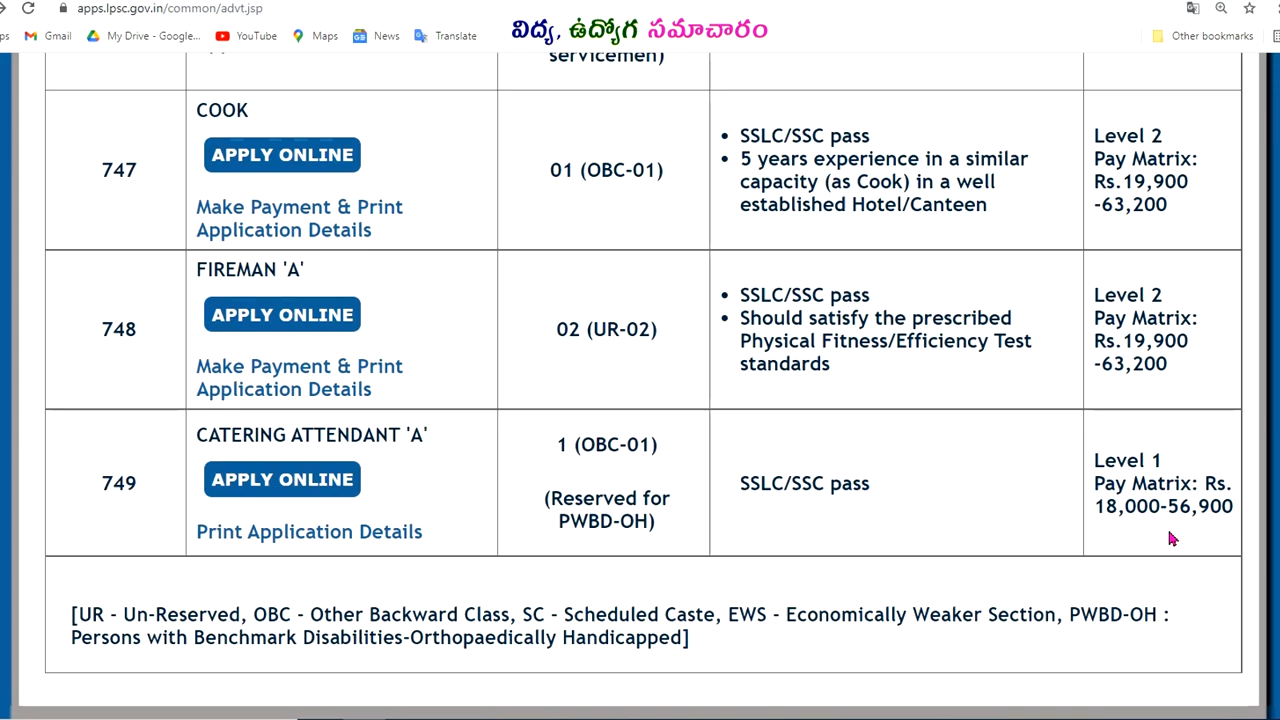 apps.lpsc.gov.in/common/advt.jsp
Gmail My Drive - Google... YouTube Maps News Translate విద్య, ఉద్యోగ సమాచారం Other bookmarks
servicemen)
COOK
APPLY ONLINE
747
Make Payment & Print
Application Details
01 (OBC-01)
• SSLC/SSC pass
• 5 years experience in a similar
capacity (as Cook) in a well
established Hotel/Canteen
Level 2
Pay Matrix:
Rs.19,900
-63,200
FIREMAN 'A'
APPLY ONLINE
748
Make Payment & Print
Application Details
02 (UR-02)
• SSLC/SSC pass
• Should satisfy the prescribed
Physical Fitness/Efficiency Test
standards
Level 2
Pay Matrix:
Rs.19,900
-63,200
CATERING ATTENDANT 'A'
APPLY ONLINE
749
Print Application Details
1 (OBC-01)
(Reserved for
PWBD-OH)
SSLC/SSC pass
Level 1
Pay Matrix: Rs.
18,000-56,900
[UR - Un-Reserved, OBC - Other Backward Class, SC - Scheduled Caste, EWS - Economically Weaker Section, PWBD-OH :
Persons with Benchmark Disabilities-Orthopaedically Handicapped]